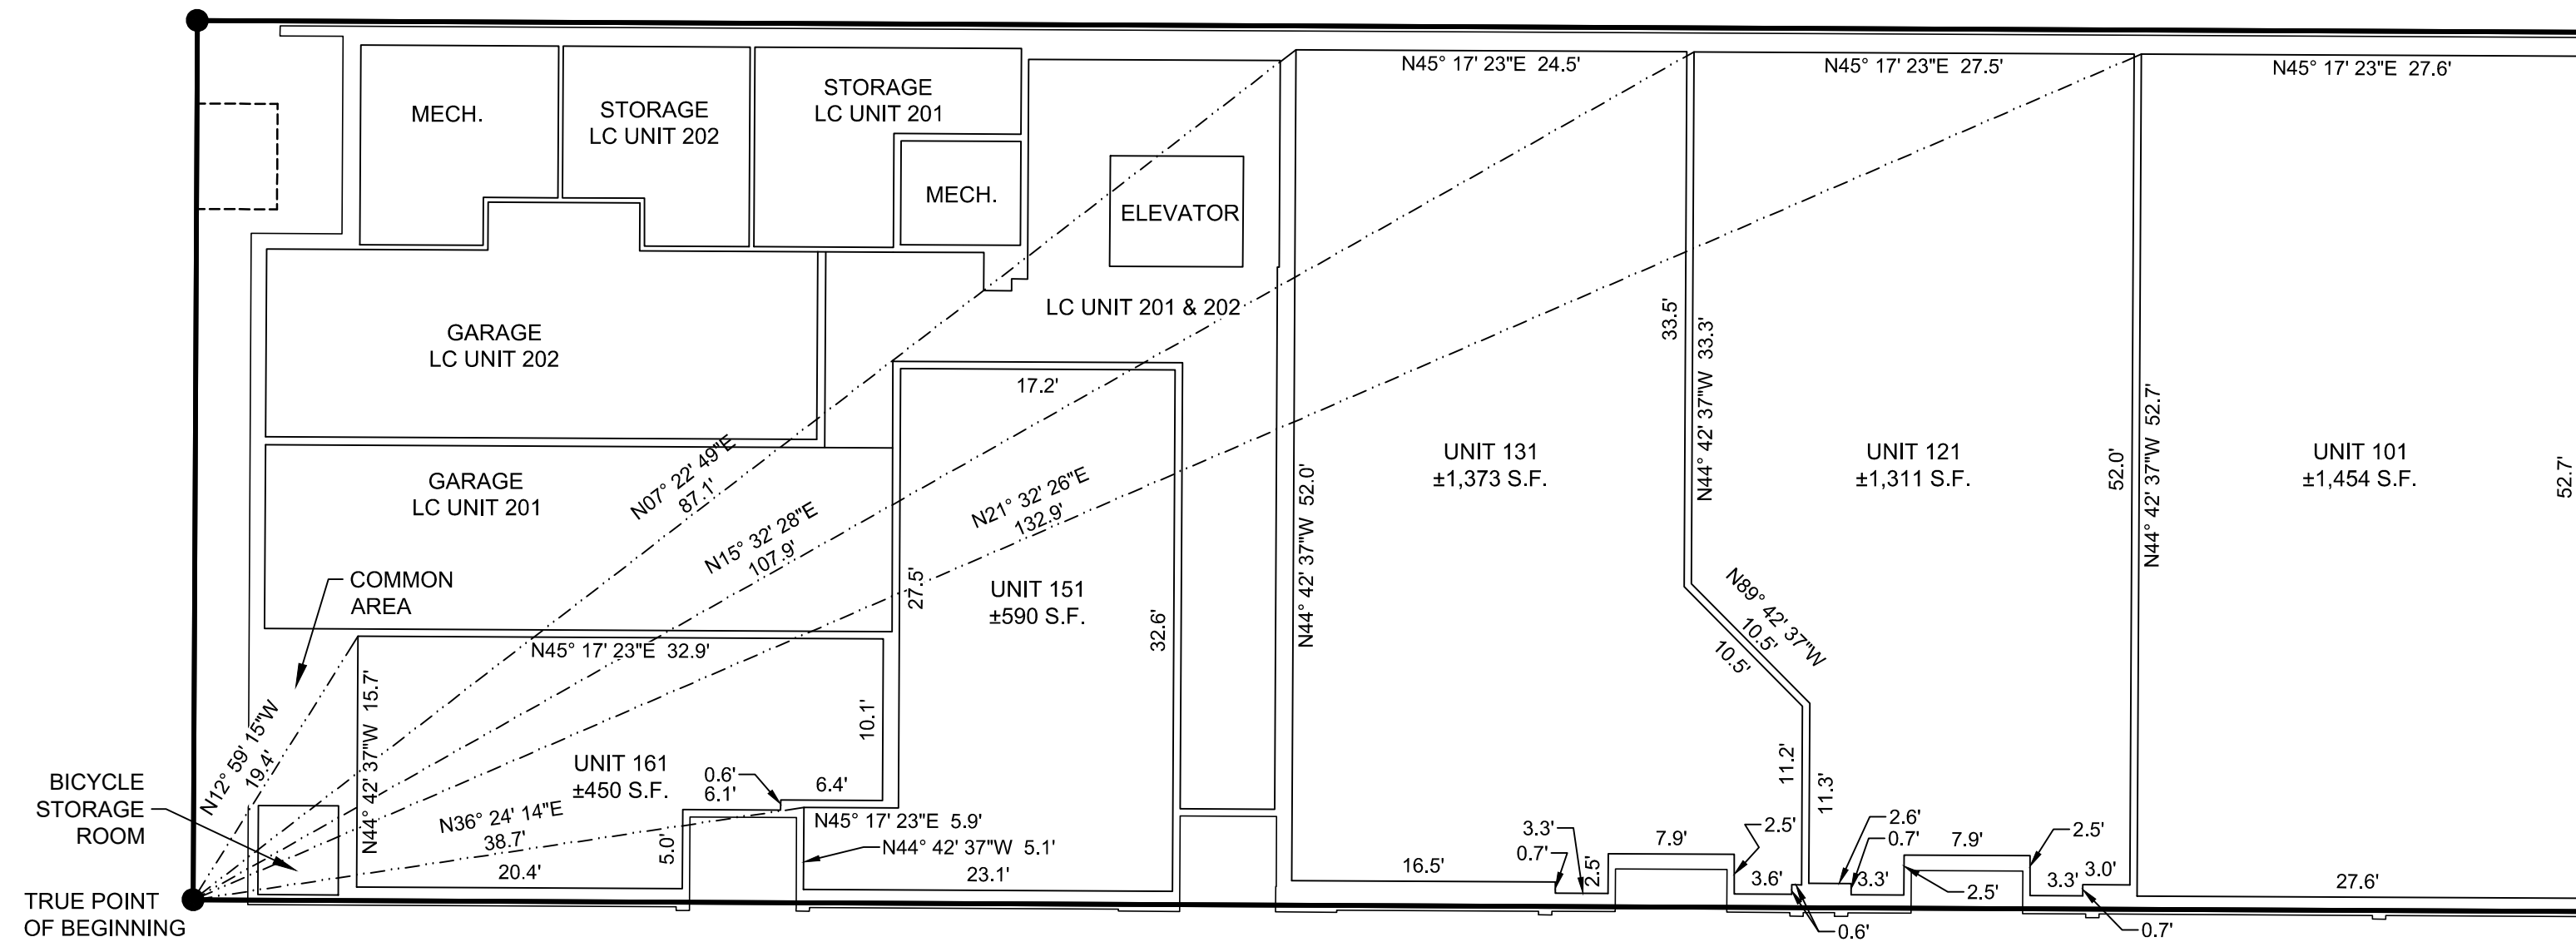 N45° 17' 23"E 24.5'
N45° 17' 23"E 27.5'
N45° 17' 23"E 27.6'
MECH.
STORAGE
LC UNIT 202
STORAGE
LC UNIT 201
MECH.
ELEVATOR
LC UNIT 201 & 202
GARAGE
LC UNIT 202
17.2'
33.5'
N44° 42' 37"W 33.3'
GARAGE
LC UNIT 201
N07° 22' 49"E
87.1'
N15° 32' 28"E
107.9'
N21° 32' 26"E
132.9'
UNIT 131
±1,373 S.F.
UNIT 121
±1,311 S.F.
UNIT 101
±1,454 S.F.
52.0'
N44° 42' 37"W 52.7'
52.7'
N44° 42' 37"W 52.0'
COMMON
AREA
27.5'
UNIT 151
±590 S.F.
32.6'
N89° 42' 37"W
10.5'
10.5'
N45° 17' 23"E 32.9'
N12° 59' 15"W
19.4'
N44° 42' 37"W 15.7'
10.1'
UNIT 161
±450 S.F.
0.6'
6.1'
6.4'
11.2'
11.3'
BICYCLE
STORAGE
ROOM
N36° 24' 14"E
38.7'
5.0'
N45° 17' 23"E 5.9'
N44° 42' 37"W 5.1'
20.4'
23.1'
16.5'
3.3'
0.7'
2.5'
7.9'
2.5'
3.6'
0.6'
2.6'
0.7'
3.3'
7.9'
2.5'
2.5'
3.3'
3.0'
0.7'
27.6'
TRUE POINT
OF BEGINNING